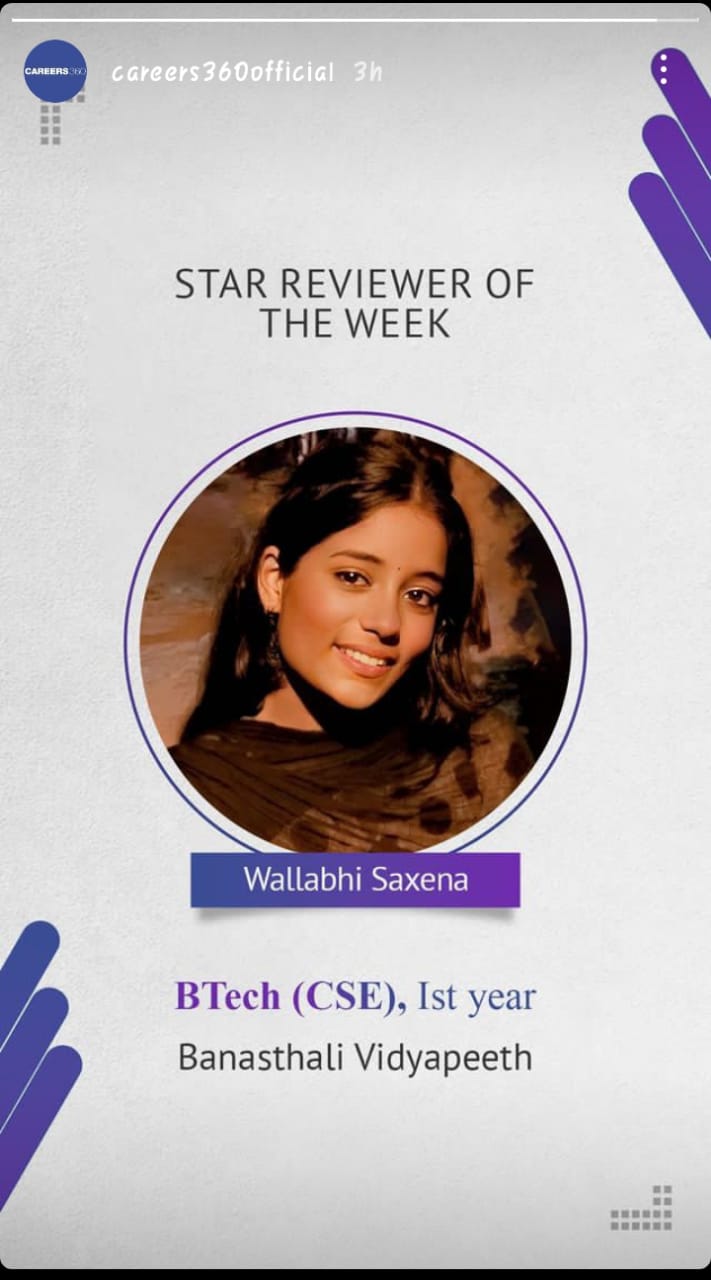 CAREERS360
careers360official 3h
STAR REVIEWER OF
THE WEEK
Wallabhi Saxena
BTech (CSE), Ist year
Banasthali Vidyapeeth